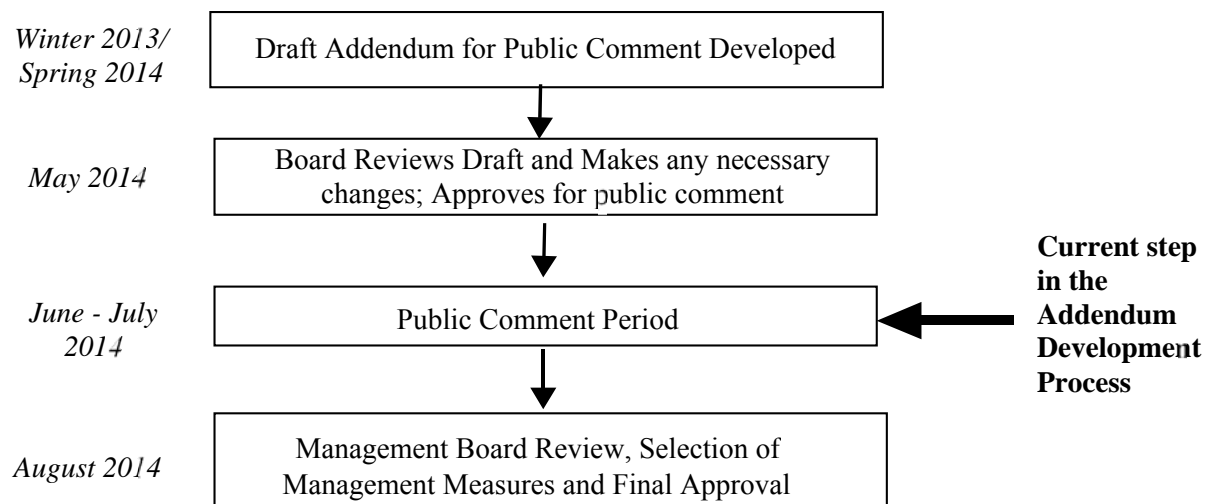 Winter 2013/
Spring 2014
Draft Addendum for Public Comment Developed
May 2014
Board Reviews Draft and Makes any necessary
changes; Approves for public comment
June - July
2014
Public Comment Period
Current step
in the
Addendum
Development
Process
August 2014
Management Board Review, Selection of
Management Measures and Final Approval